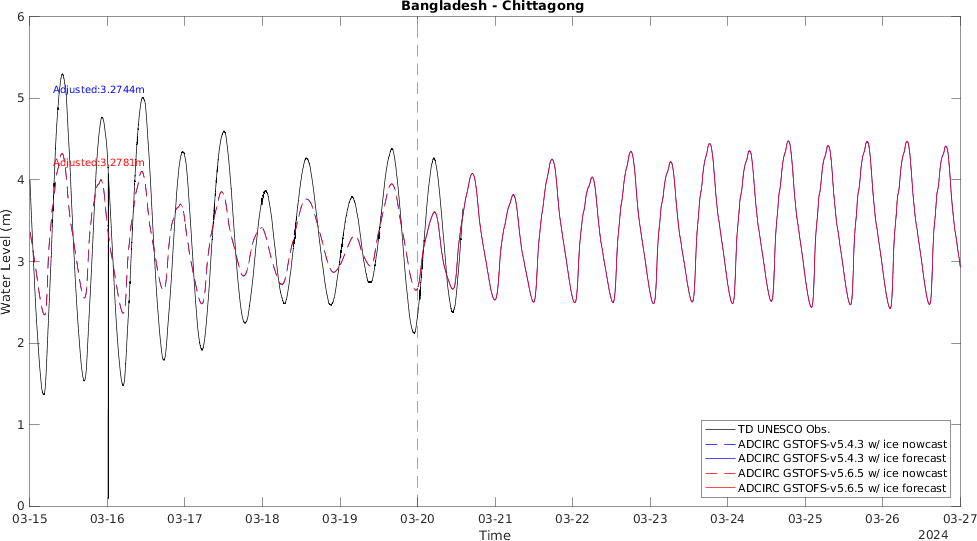 Bangladesh - Chittagong
6
5
4
3
2
1
0
Water Level (m)
Adjusted:3.2744m
Adjusted:3.2781m
TD UNESCO Obs.
ADCIRC GSTOFS-v5.4.3 w/ ice nowcast
ADCIRC GSTOFS-v5.4.3 w/ ice forecast
ADCIRC GSTOFS-v5.6.5 w/ ice nowcast
ADCIRC GSTOFS-v5.6.5 w/ ice forecast
03-15 03-16 03-17 03-18 03-19 03-20 03-21 03-22 03-23 03-24 03-25 03-26 03-27
Time
2024